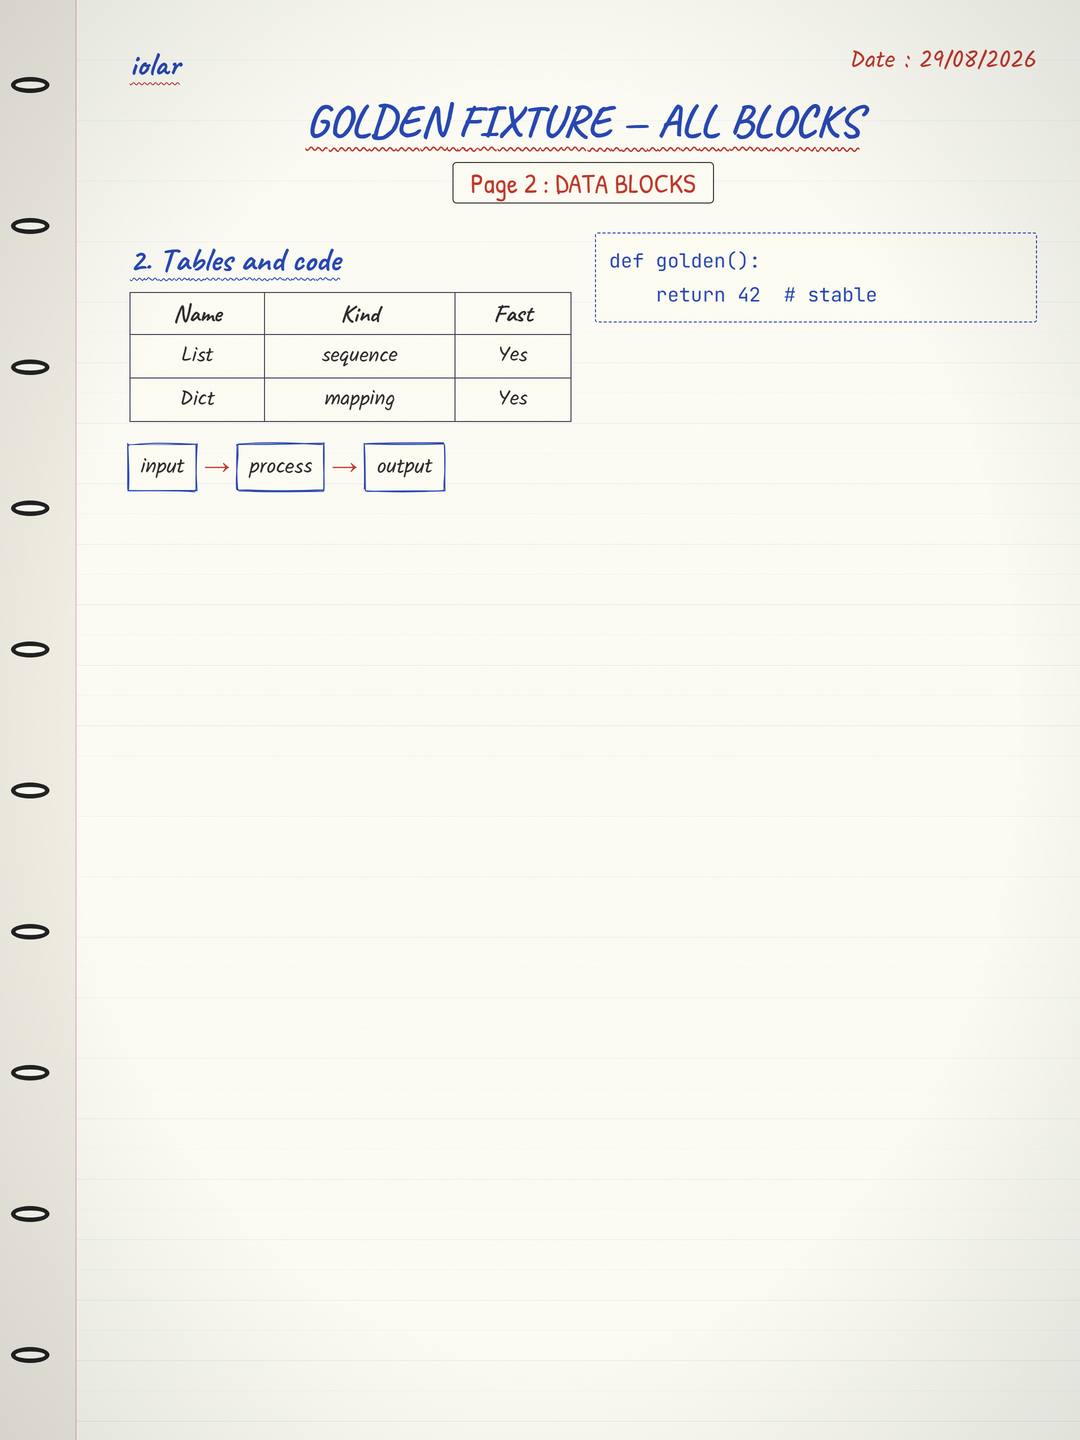 iolar
Date : 29/08/2026
GOLDEN FIXTURE – ALL BLOCKS
Page 2 : DATA BLOCKS
2. Tables and code
Name Kind Fast
List sequence Yes
Dict mapping Yes
input → process → output
def golden():
    return 42  # stable